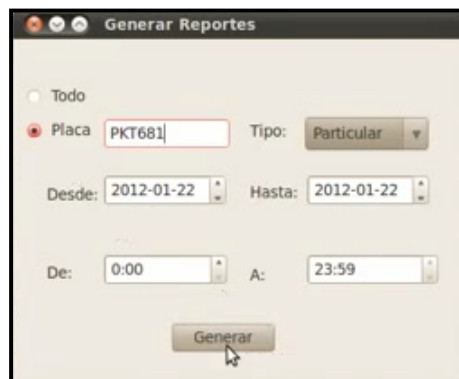 Generar Reportes
Todo
Placa PKT681 Tipo: Particular
Desde: 2012-01-22 Hasta: 2012-01-22
De: 0:00 A: 23:59
Generar